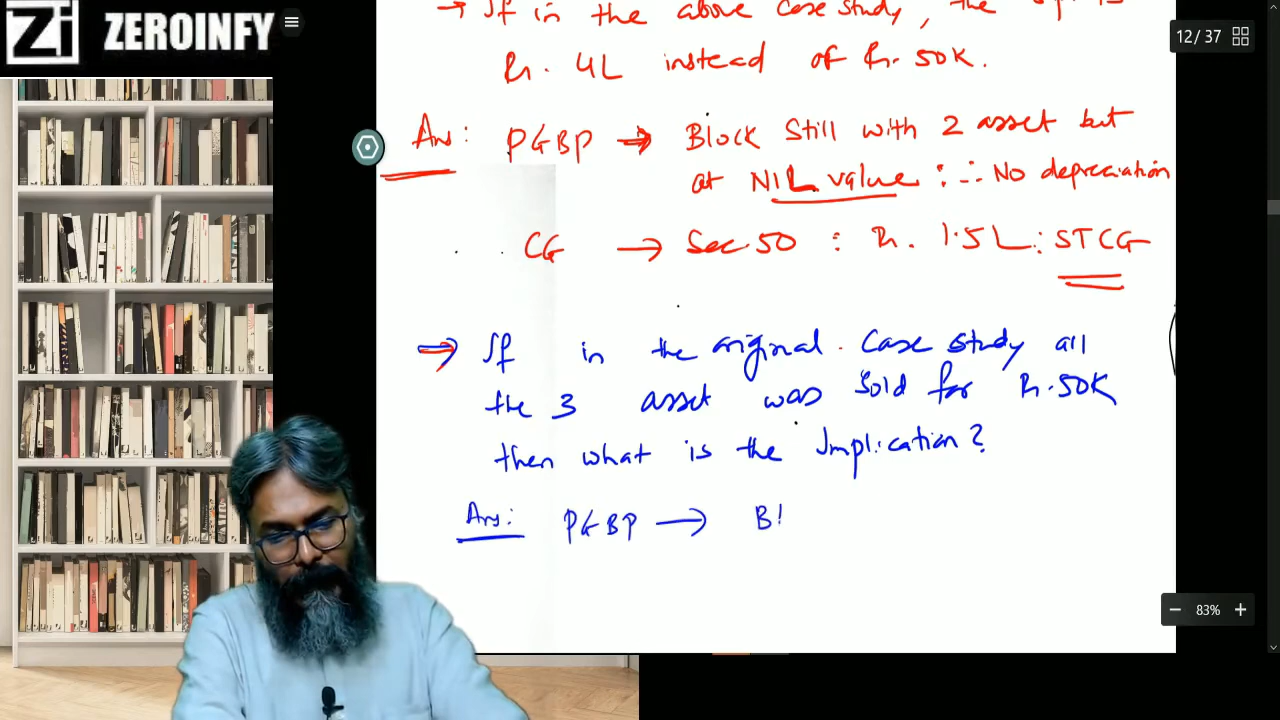 Zi ZEROINFY
12/37
→ If in the above case study, the
Rs. 4L instead of Rs. 50K.
Ans: PGBP → Block Still with 2 asset but
at NIL value : ∴ No depreciation
CG → Sec 50 : Rs. 1.5L : STCG
⇒ If in the original case study all
the 3 asset was sold for Rs. 50K
then what is the Implication?
Ans: PGBP → Bl
83%